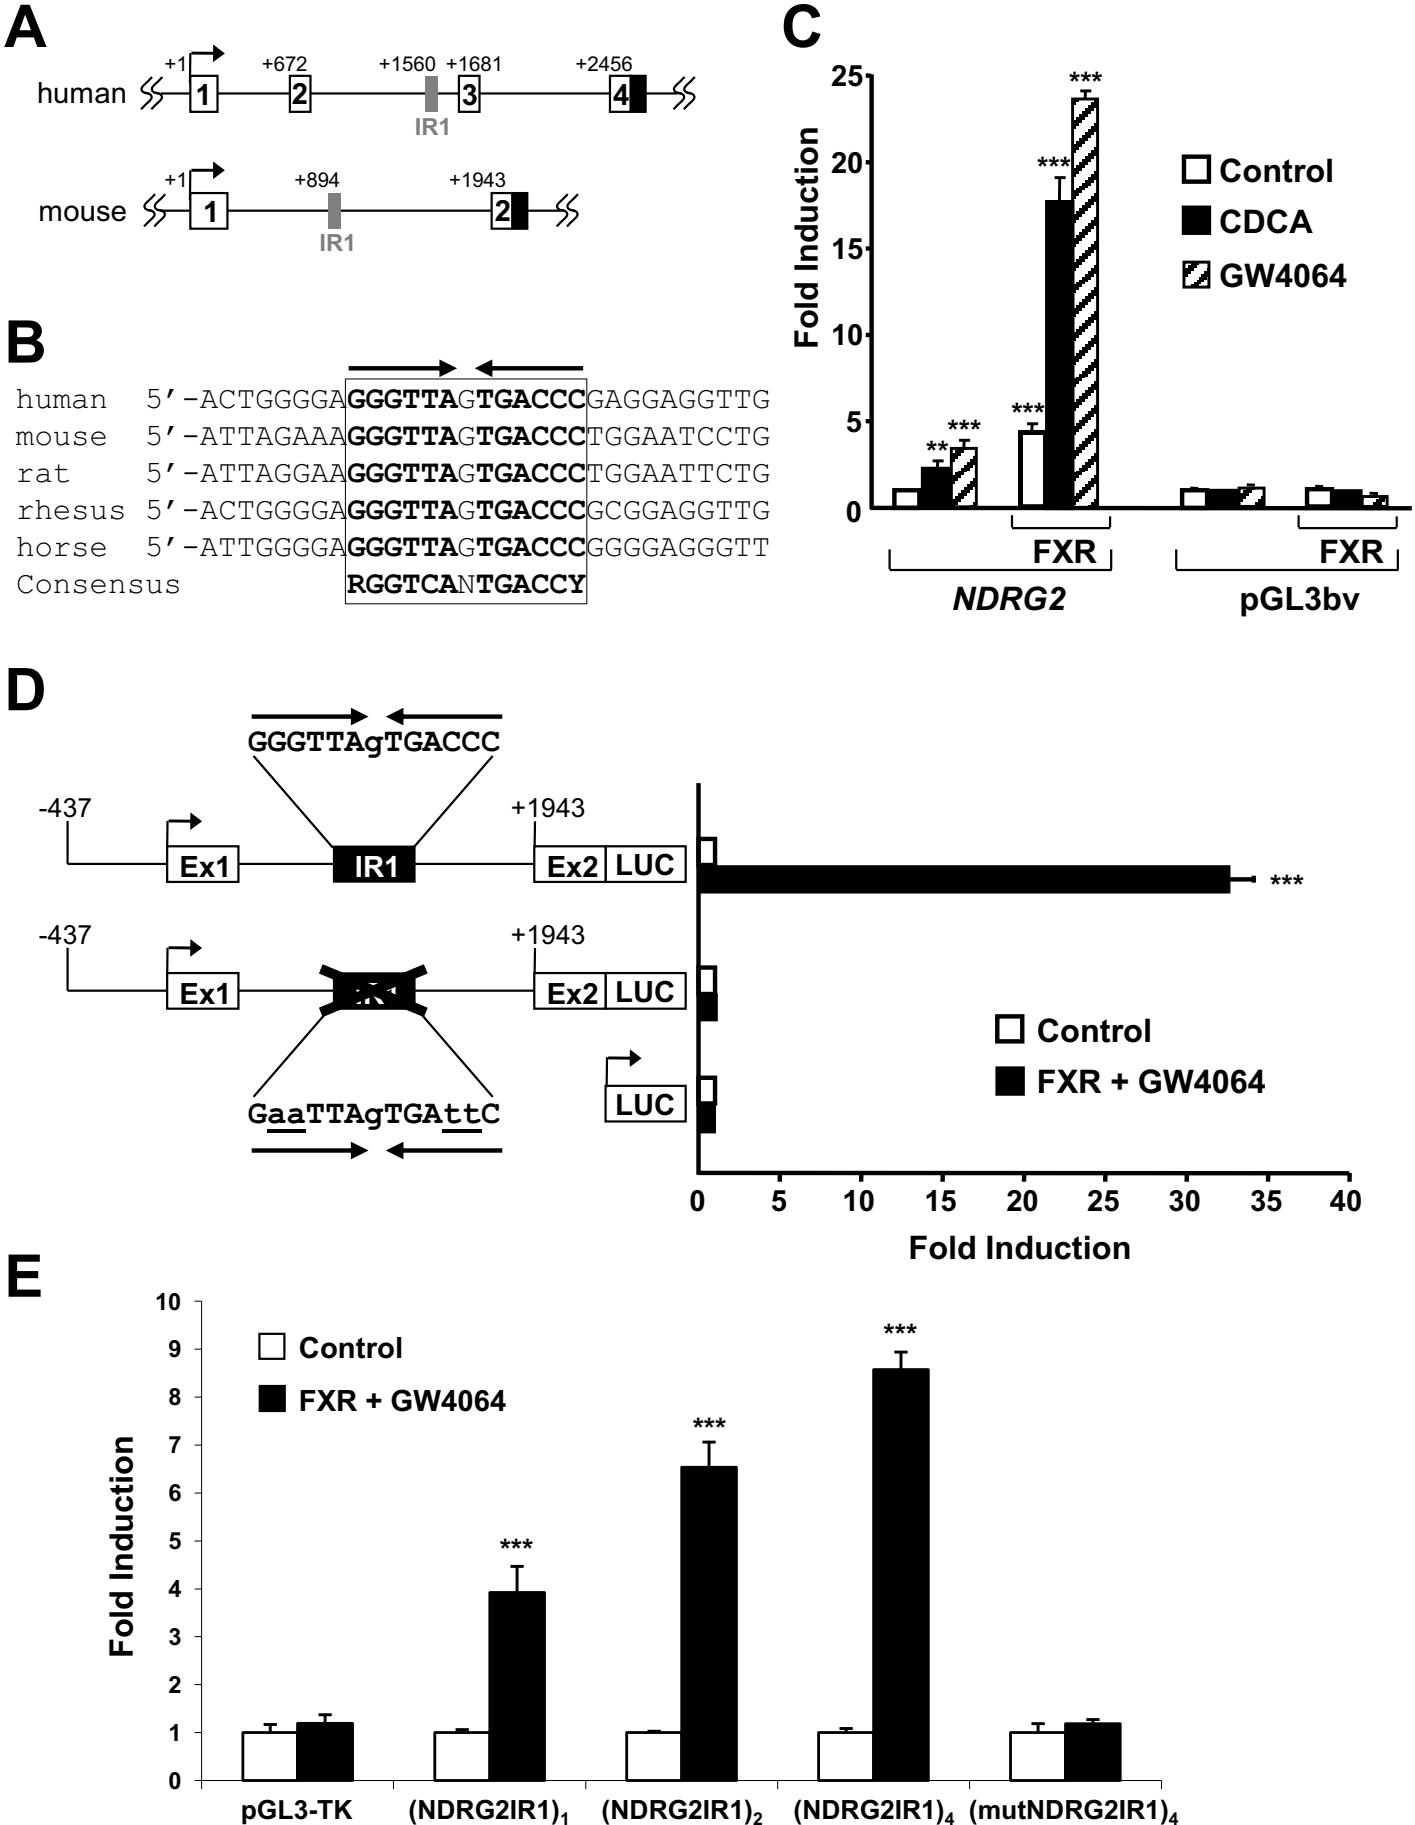 A
+1 +672 +1560 +1681 +2456
human 1 2 3 4
IR1
+1 +894 +1943
mouse 1 2
IR1
B
human 5’-ACTGGGGAGGGTTAGTGACCCGAGGAGGTTG
mouse 5’-ATTAGAAAGGGTTAGTGACCCTGGAATCCTG
rat 5’-ATTAGGAAGGGTTAGTGACCCTGGAATTCTG
rhesus 5’-ACTGGGGAGGGTTAGTGACCCGCGGAGGTTG
horse 5’-ATTGGGGAGGGTTAGTGACCCGGGGAGGGTT
Consensus RGGTCANTGACCY
C
Fold Induction
25
20
15
10
5
0
***
***
***
***
**
Control
CDCA
GW4064
FXR FXR
NDRG2 pGL3bv
D
GGGTTAgTGACCC
-437 +1943
Ex1 IR1 Ex2 LUC
***
-437 +1943
Ex1 Ex2 LUC
GaaTTAgTGAttC
LUC
Control
FXR + GW4064
0 5 10 15 20 25 30 35 40
Fold Induction
E
Fold Induction
10
9
8
7
6
5
4
3
2
1
0
Control
FXR + GW4064
***
***
***
pGL3-TK (NDRG2IR1)1 (NDRG2IR1)2 (NDRG2IR1)4 (mutNDRG2IR1)4